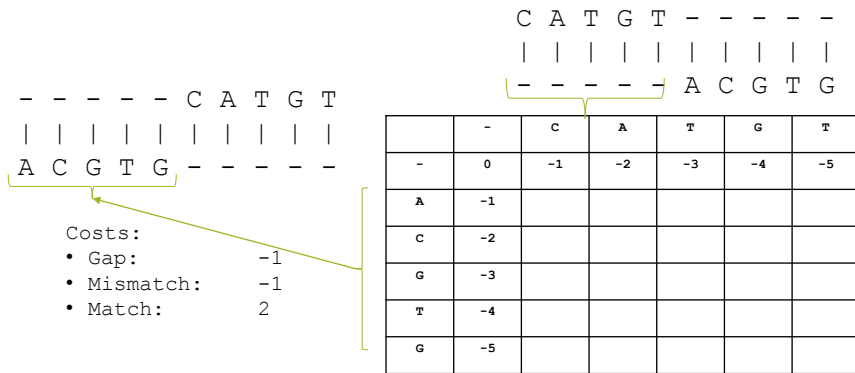 C A T G T - - - - -
| | | | | | | | | |
- - - - - A C G T G
- - - - - C A T G T
| | | | | | | | | |
A C G T G - - - - -
Costs:
• Gap: -1
• Mismatch: -1
• Match: 2
- C A T G T
- 0 -1 -2 -3 -4 -5
A -1
C -2
G -3
T -4
G -5